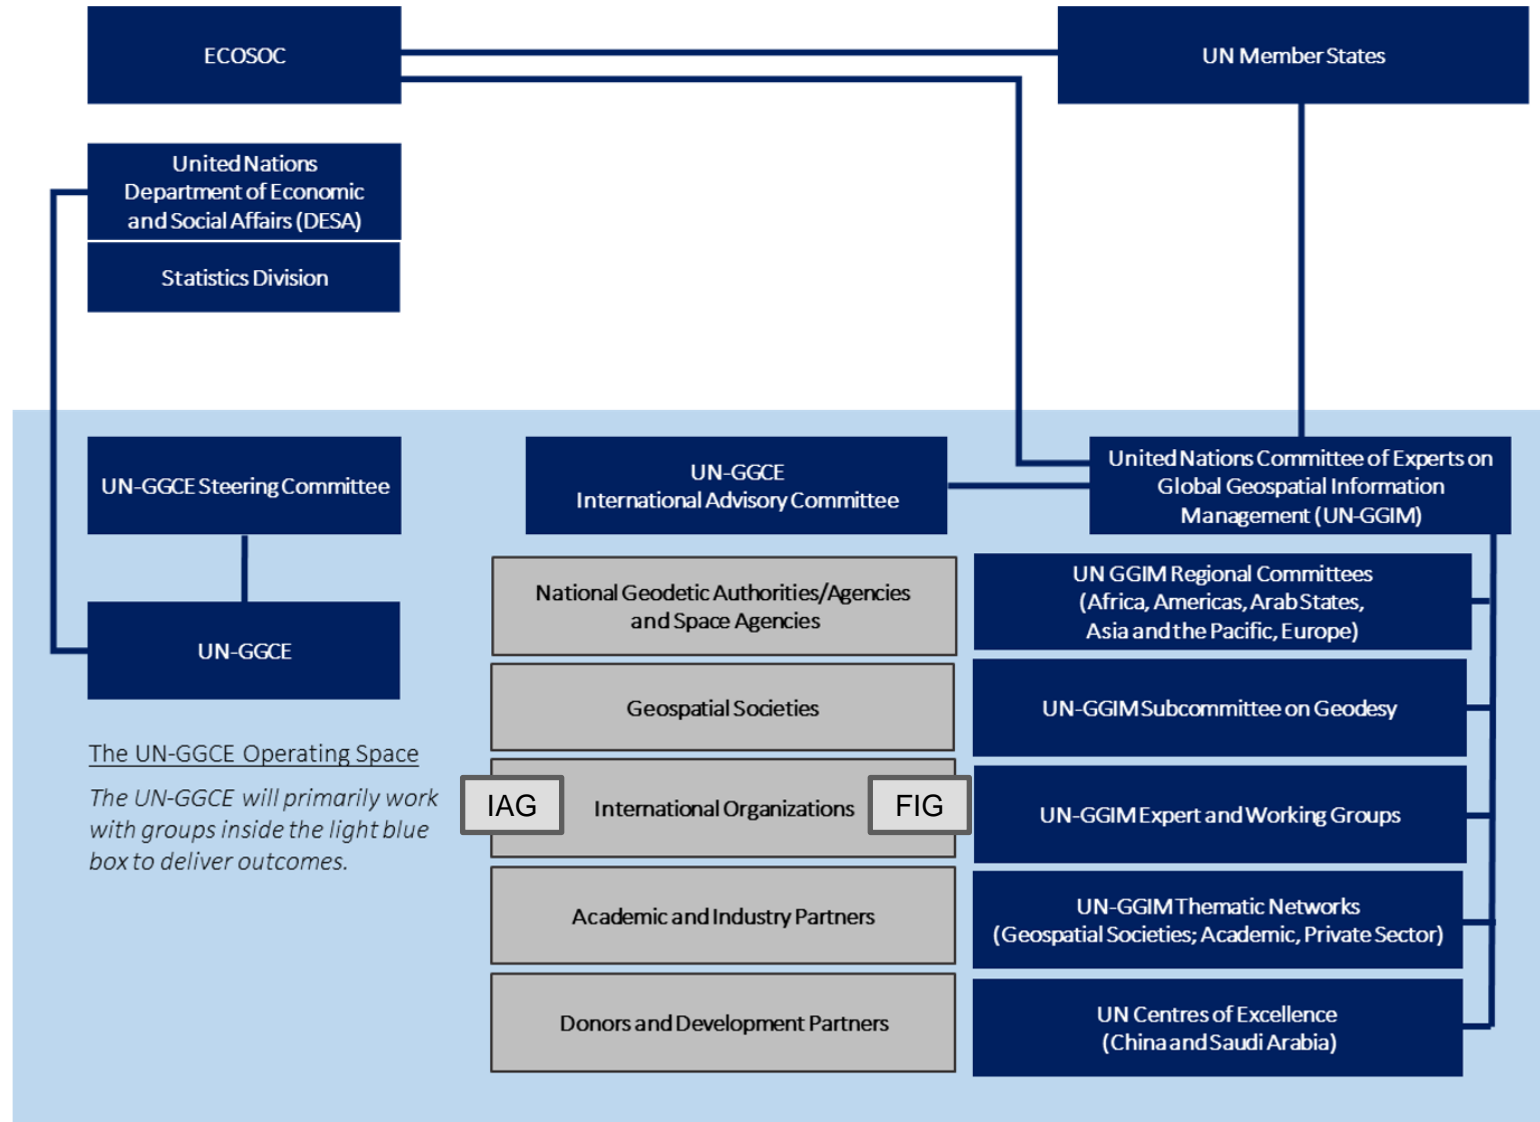 ECOSOC
UN Member States
United Nations
Department of Economic
and Social Affairs (DESA)
Statistics Division
UN-GGCE Steering Committee
UN-GGCE
International Advisory Committee
United Nations Committee of Experts on
Global Geospatial Information
Management (UN-GGIM)
UN-GGCE
The UN-GGCE Operating Space
The UN-GGCE will primarily work
with groups inside the light blue
box to deliver outcomes.
National Geodetic Authorities/Agencies
and Space Agencies
Geospatial Societies
IAG
International Organizations
FIG
Academic and Industry Partners
Donors and Development Partners
UN GGIM Regional Committees
(Africa, Americas, Arab States,
Asia and the Pacific, Europe)
UN-GGIM Subcommittee on Geodesy
UN-GGIM Expert and Working Groups
UN-GGIM Thematic Networks
(Geospatial Societies; Academic, Private Sector)
UN Centres of Excellence
(China and Saudi Arabia)